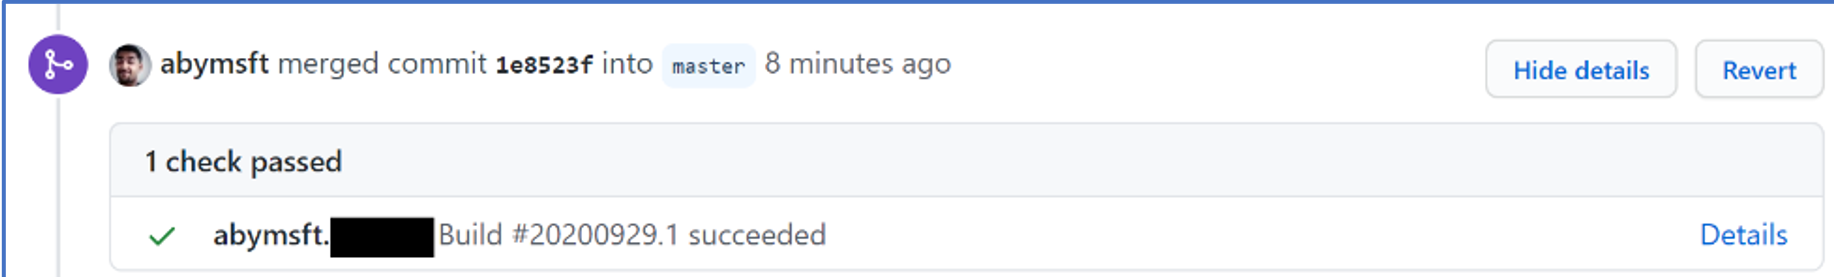 abymsft merged commit 1e8523f into master 8 minutes ago
Hide details
Revert
1 check passed
abymsft. Build #20200929.1 succeeded
Details